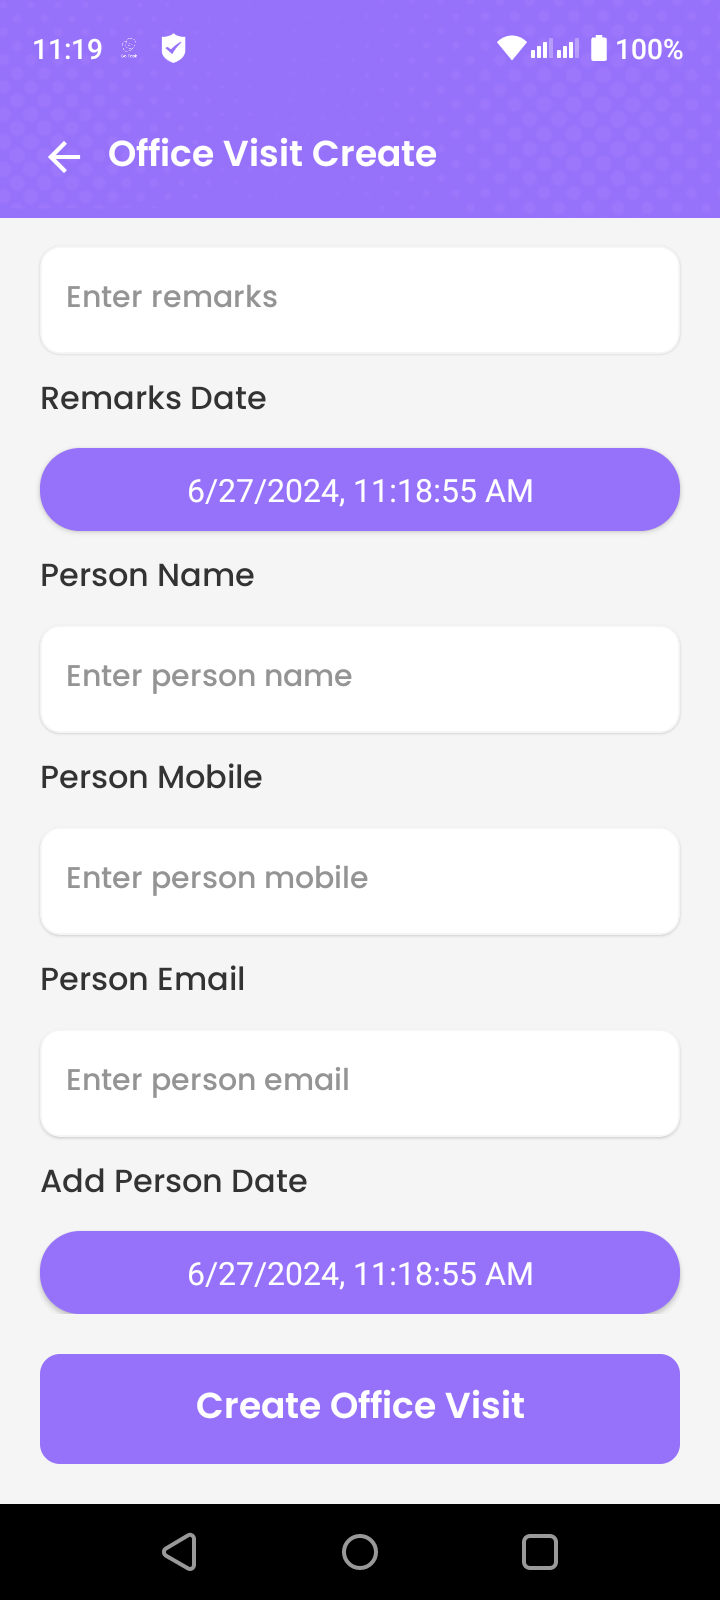 11:19
100%
Office Visit Create
Enter remarks
Remarks Date
6/27/2024, 11:18:55 AM
Person Name
Enter person name
Person Mobile
Enter person mobile
Person Email
Enter person email
Add Person Date
6/27/2024, 11:18:55 AM
Create Office Visit